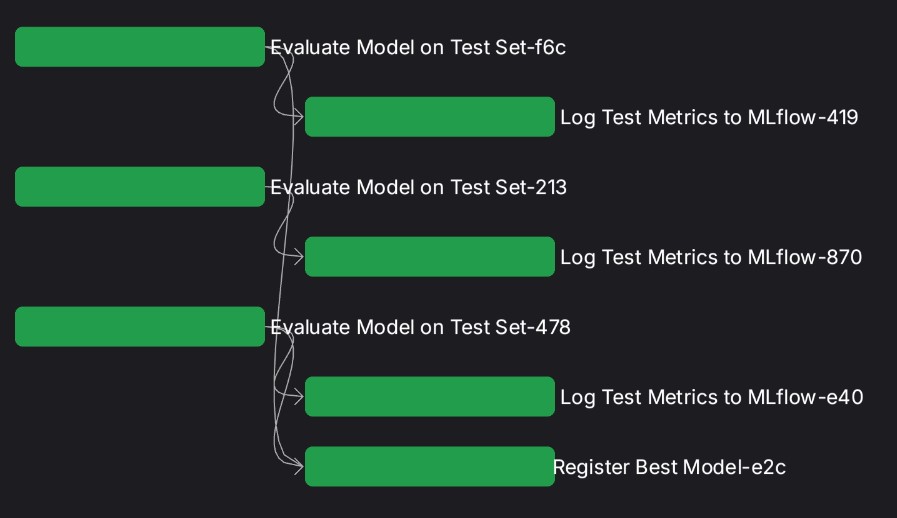 Evaluate Model on Test Set-f6c
Log Test Metrics to MLflow-419
Evaluate Model on Test Set-213
Log Test Metrics to MLflow-870
Evaluate Model on Test Set-478
Log Test Metrics to MLflow-e40
Register Best Model-e2c